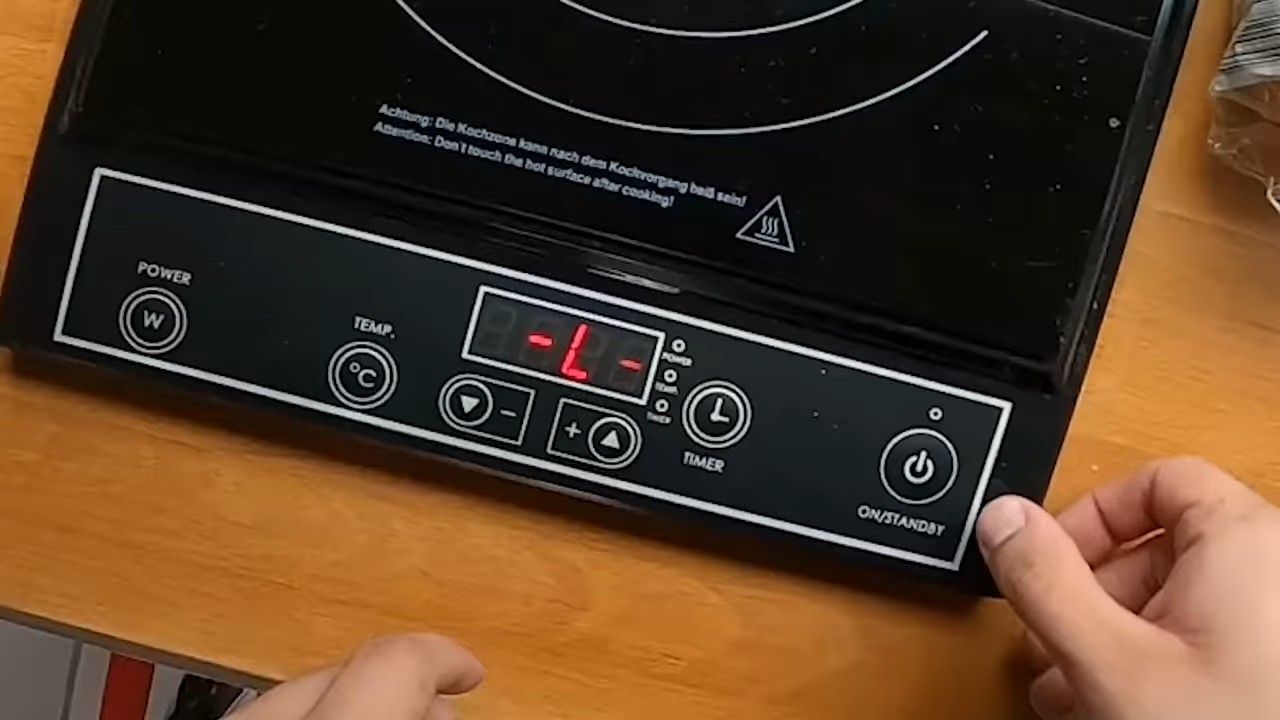 Achtung: Die Kochzone kann nach dem Kochvorgang heiß sein!
Attention: Don't touch the hot surface after cooking!
POWER
W
TEMP.
°C
-L -
POWER
TEMP.
TIMER
−
+
TIMER
ON/STANDBY